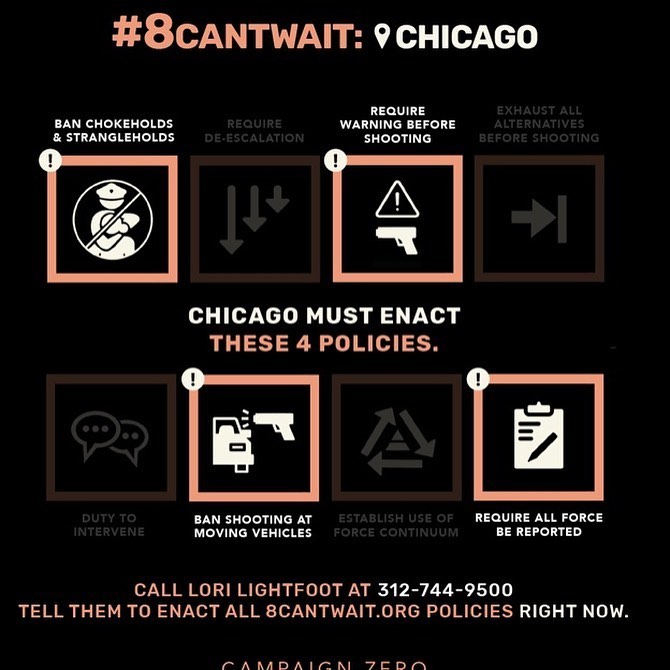 #8CANTWAIT: CHICAGO
BAN CHOKEHOLDS
& STRANGLEHOLDS
REQUIRE
DE-ESCALATION
REQUIRE
WARNING BEFORE
SHOOTING
EXHAUST ALL
ALTERNATIVES
BEFORE SHOOTING
!
!
!
CHICAGO MUST ENACT
THESE 4 POLICIES.
!
!
DUTY TO
INTERVENE
BAN SHOOTING AT
MOVING VEHICLES
ESTABLISH USE OF
FORCE CONTINUUM
REQUIRE ALL FORCE
BE REPORTED
CALL LORI LIGHTFOOT AT 312-744-9500
TELL THEM TO ENACT ALL 8CANTWAIT.ORG POLICIES RIGHT NOW.
CAMPAIGN ZERO